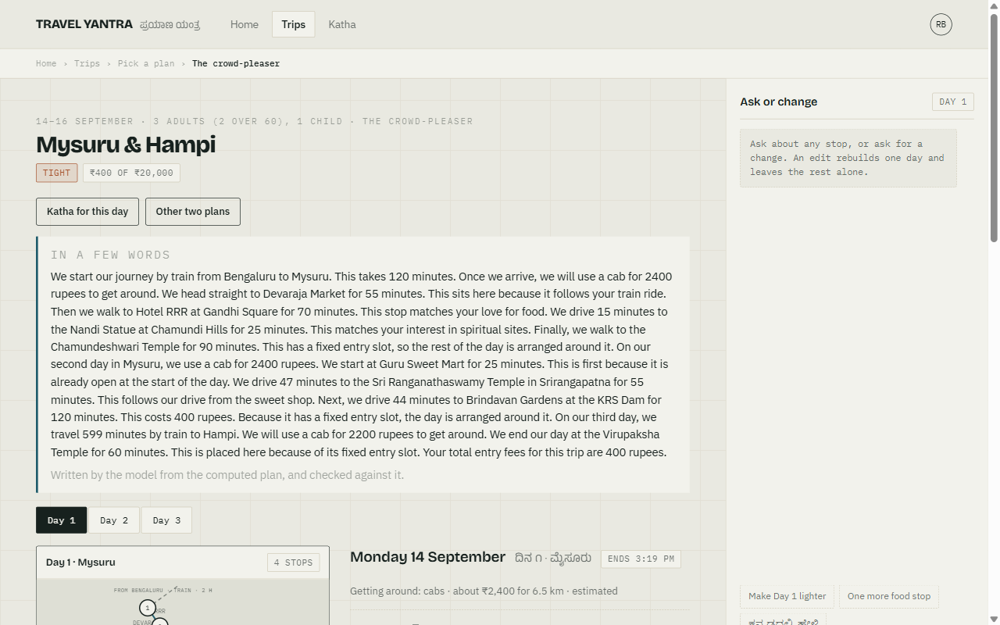 TRAVEL YANTRA ಪ್ರಯಾಣ ಯಂತ್ರ Home Trips Katha RB
Home › Trips › Pick a plan › The crowd-pleaser
14–16 SEPTEMBER · 3 ADULTS (2 OVER 60), 1 CHILD · THE CROWD-PLEASER
Mysuru & Hampi
TIGHT ₹400 OF ₹20,000
Katha for this day Other two plans
IN A FEW WORDS
We start our journey by train from Bengaluru to Mysuru. This takes 120 minutes. Once we arrive, we will use a cab for 2400
rupees to get around. We head straight to Devaraja Market for 55 minutes. This sits here because it follows your train ride.
Then we walk to Hotel RRR at Gandhi Square for 70 minutes. This stop matches your love for food. We drive 15 minutes to
the Nandi Statue at Chamundi Hills for 25 minutes. This matches your interest in spiritual sites. Finally, we walk to the
Chamundeshwari Temple for 90 minutes. This has a fixed entry slot, so the rest of the day is arranged around it. On our
second day in Mysuru, we use a cab for 2400 rupees. We start at Guru Sweet Mart for 25 minutes. This is first because it is
already open at the start of the day. We drive 47 minutes to the Sri Ranganathaswamy Temple in Srirangapatna for 55
minutes. This follows our drive from the sweet shop. Next, we drive 44 minutes to Brindavan Gardens at the KRS Dam for
120 minutes. This costs 400 rupees. Because it has a fixed entry slot, the day is arranged around it. On our third day, we
travel 599 minutes by train to Hampi. We will use a cab for 2200 rupees to get around. We end our day at the Virupaksha
Temple for 60 minutes. This is placed here because of its fixed entry slot. Your total entry fees for this trip are 400 rupees.
Written by the model from the computed plan, and checked against it.
Day 1 Day 2 Day 3
Day 1 · Mysuru 4 STOPS
FROM BENGALURU · TRAIN · 2 H
1
RRR
DEVAR
Monday 14 September ದಿನ ೧ · ಮೈಸೂರು ENDS 3:19 PM
Getting around: cabs · about ₹2,400 for 6.5 km · estimated
Ask or change DAY 1
Ask about any stop, or ask for a
change. An edit rebuilds one day and
leaves the rest alone.
Make Day 1 lighter One more food stop